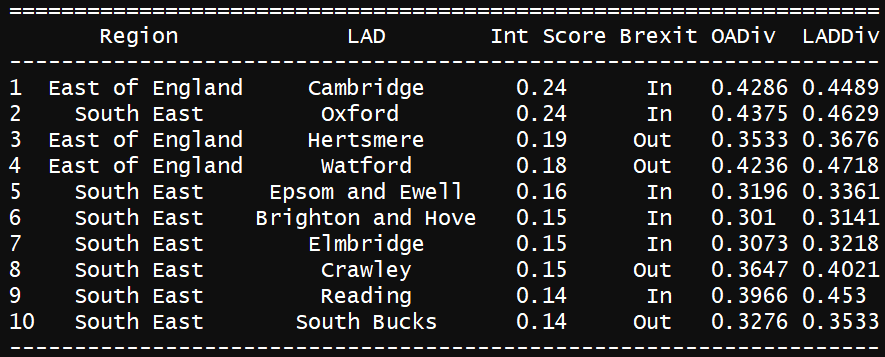 ==================================================================
Region LAD Int Score Brexit OADiv LADDiv
------------------------------------------------------------------
1 East of England Cambridge 0.24 In 0.4286 0.4489
2 South East Oxford 0.24 In 0.4375 0.4629
3 East of England Hertsmere 0.19 Out 0.3533 0.3676
4 East of England Watford 0.18 Out 0.4236 0.4718
5 South East Epsom and Ewell 0.16 In 0.3196 0.3361
6 South East Brighton and Hove 0.15 In 0.301 0.3141
7 South East Elmbridge 0.15 In 0.3073 0.3218
8 South East Crawley 0.15 Out 0.3647 0.4021
9 South East Reading 0.14 In 0.3966 0.453
10 South East South Bucks 0.14 Out 0.3276 0.3533
------------------------------------------------------------------